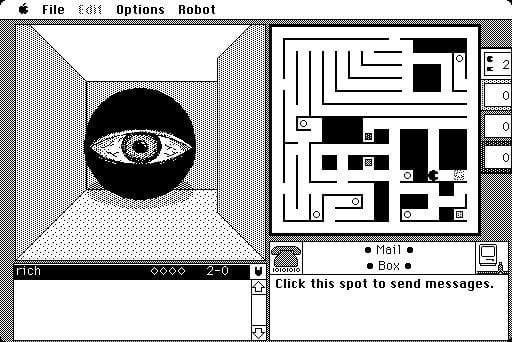 File Edit Options Robot
2
0
0
0
rich ◇◇◇◇ 2-0
• Mail •
• Box •
Click this spot to send messages.